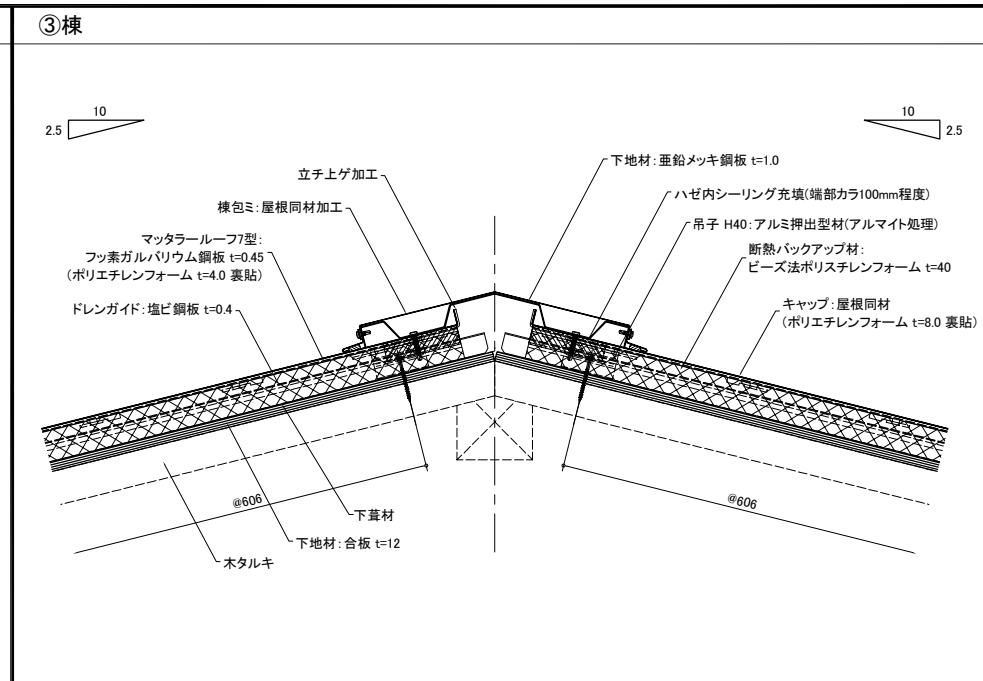 ③棟
10
2.5
10
2.5
立チ上ゲ加工
棟包ミ:屋根同材加工
マッタラールーフ7型:
フッ素ガルバリウム鋼板 t=0.45
(ポリエチレンフォーム t=4.0 裏貼)
ドレンガイド:塩ビ鋼板 t=0.4
下地材:亜鉛メッキ鋼板 t=1.0
ハゼ内シーリング充填(端部カラ100mm程度)
吊子 H40:アルミ押出型材(アルマイト処理)
断熱バックアップ材:
ビーズ法ポリスチレンフォーム t=40
キャップ:屋根同材
(ポリエチレンフォーム t=8.0 裏貼)
@606
@606
下葺材
下地材:合板 t=12
木タルキ